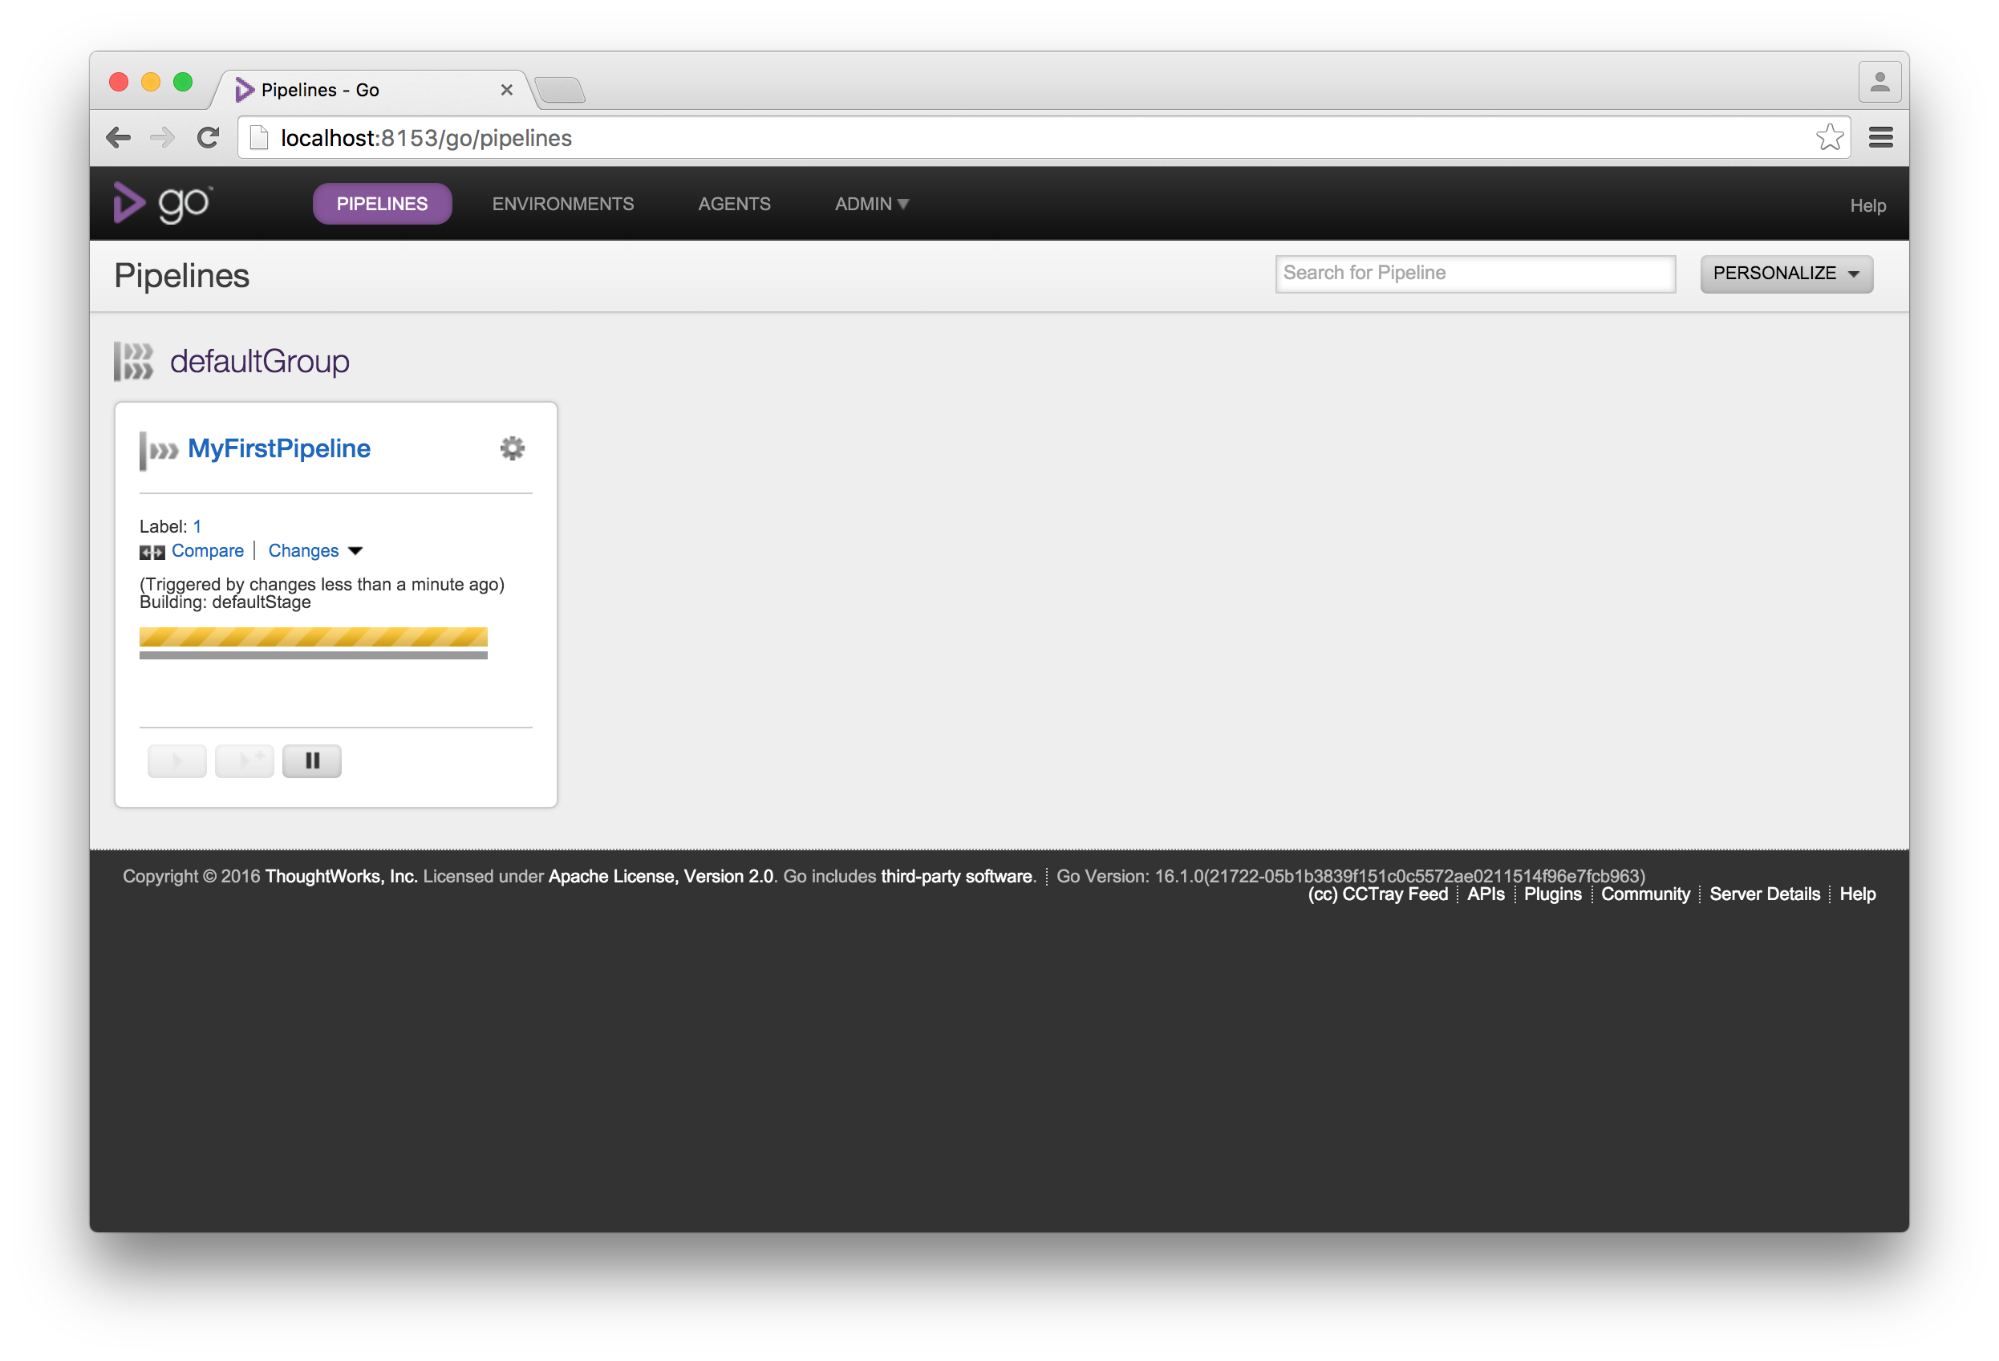 Pipelines - Go
localhost:8153/go/pipelines
go™ PIPELINES ENVIRONMENTS AGENTS ADMIN Help
Pipelines Search for Pipeline PERSONALIZE
defaultGroup
MyFirstPipeline
Label: 1
Compare | Changes
(Triggered by changes less than a minute ago)
Building: defaultStage
Copyright © 2016 ThoughtWorks, Inc. Licensed under Apache License, Version 2.0. Go includes third-party software. Go Version: 16.1.0(21722-05b1b3839f151c0c5572ae0211514f96e7fcb963)
(cc) CCTray Feed APIs Plugins Community Server Details Help